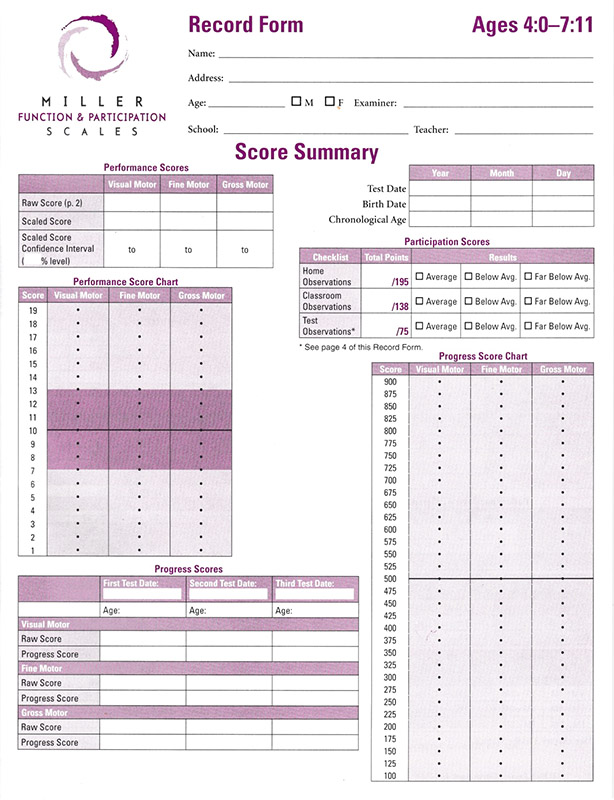 Record Form
Ages 4:0–7:11
MILLER
FUNCTION & PARTICIPATION
SCALES
Name:
Address:
Age: M F Examiner:
School: Teacher:
Score Summary
Performance Scores
Visual Motor Fine Motor Gross Motor
Raw Score (p. 2)
Scaled Score
Scaled Score
Confidence Interval to to to
( % level)
Year Month Day
Test Date
Birth Date
Chronological Age
Participation Scores
Checklist Total Points Results
Home
Observations /195 Average Below Avg. Far Below Avg.
Classroom
Observations /138 Average Below Avg. Far Below Avg.
Test
Observations* /75 Average Below Avg. Far Below Avg.
* See page 4 of this Record Form.
Performance Score Chart
Score Visual Motor Fine Motor Gross Motor
19
18
17
16
15
14
13
12
11
10
9
8
7
6
5
4
3
2
1
Progress Score Chart
Score Visual Motor Fine Motor Gross Motor
900
875
850
825
800
775
750
725
700
675
650
625
600
575
550
525
500
475
450
425
400
375
350
325
300
275
250
225
200
175
150
125
100
Progress Scores
First Test Date: Second Test Date: Third Test Date:
Age: Age: Age:
Visual Motor
Raw Score
Progress Score
Fine Motor
Raw Score
Progress Score
Gross Motor
Raw Score
Progress Score